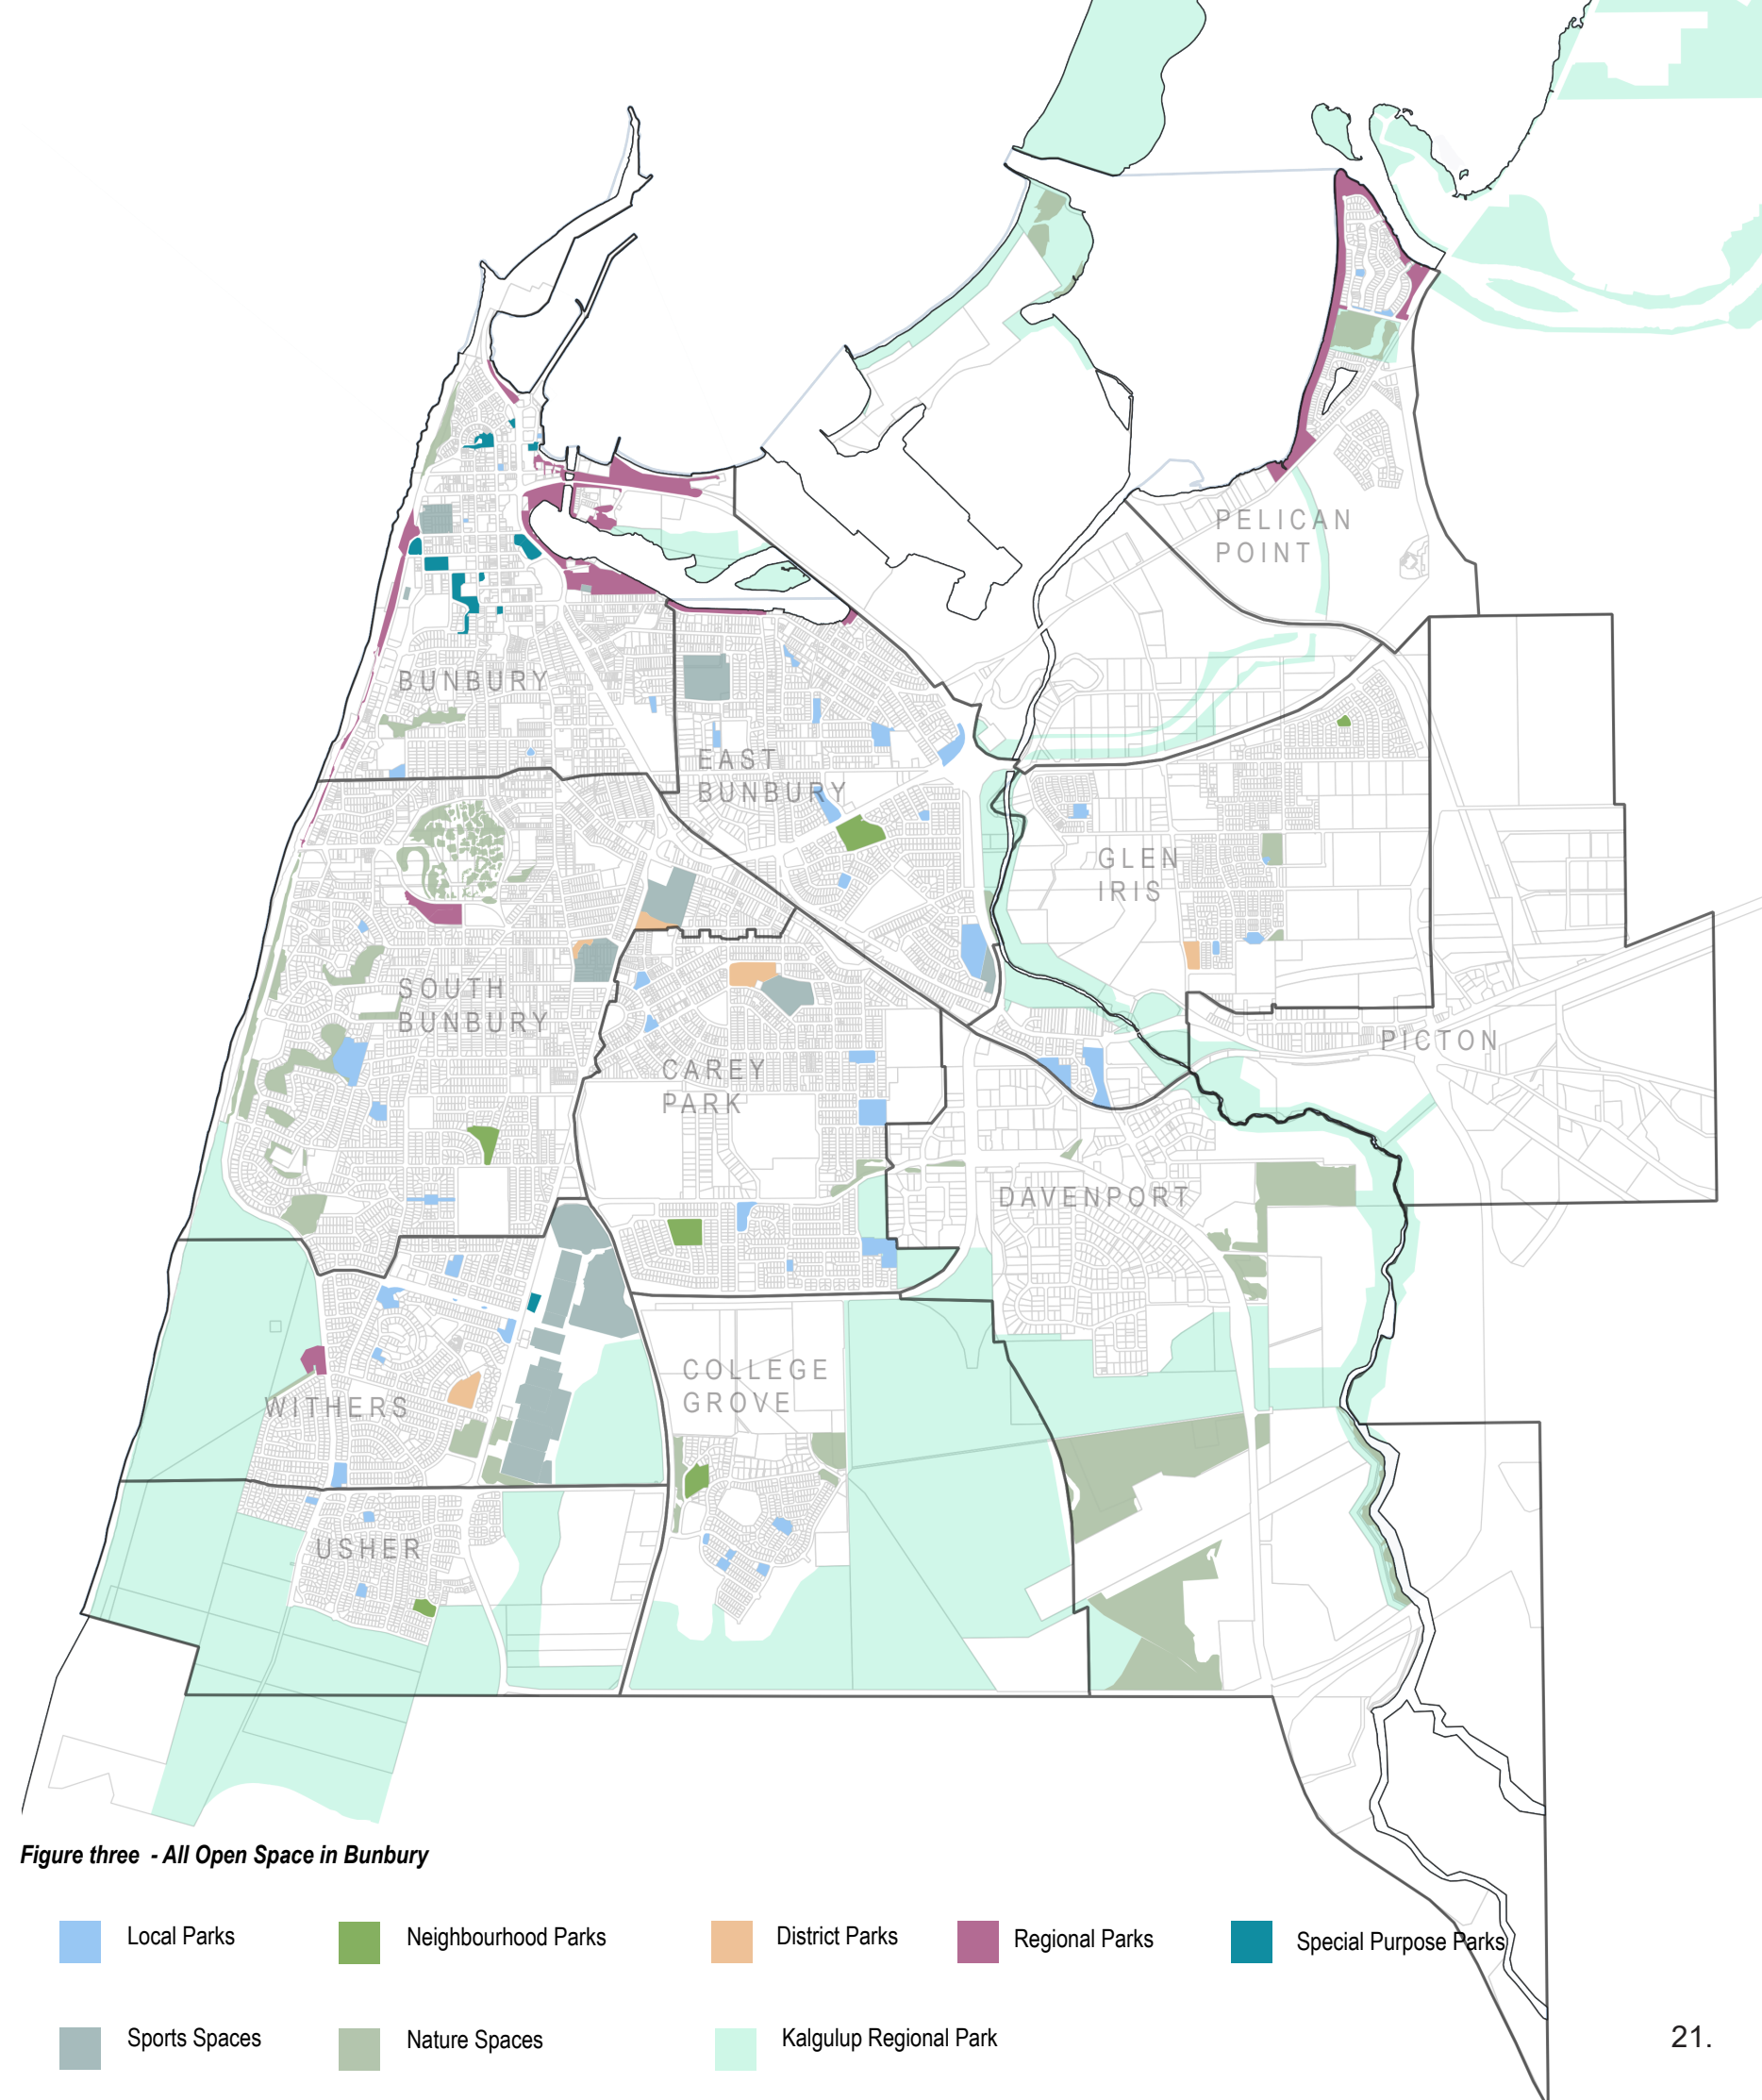 PELICAN
POINT
BUNBURY
EAST
BUNBURY
GLEN
IRIS
SOUTH
BUNBURY
PICTON
CAREY
PARK
DAVENPORT
COLLEGE
GROVE
WITHERS
USHER
Figure three - All Open Space in Bunbury
Local Parks
Neighbourhood Parks
District Parks
Regional Parks
Special Purpose Parks
Sports Spaces
Nature Spaces
Kalgulup Regional Park
21.